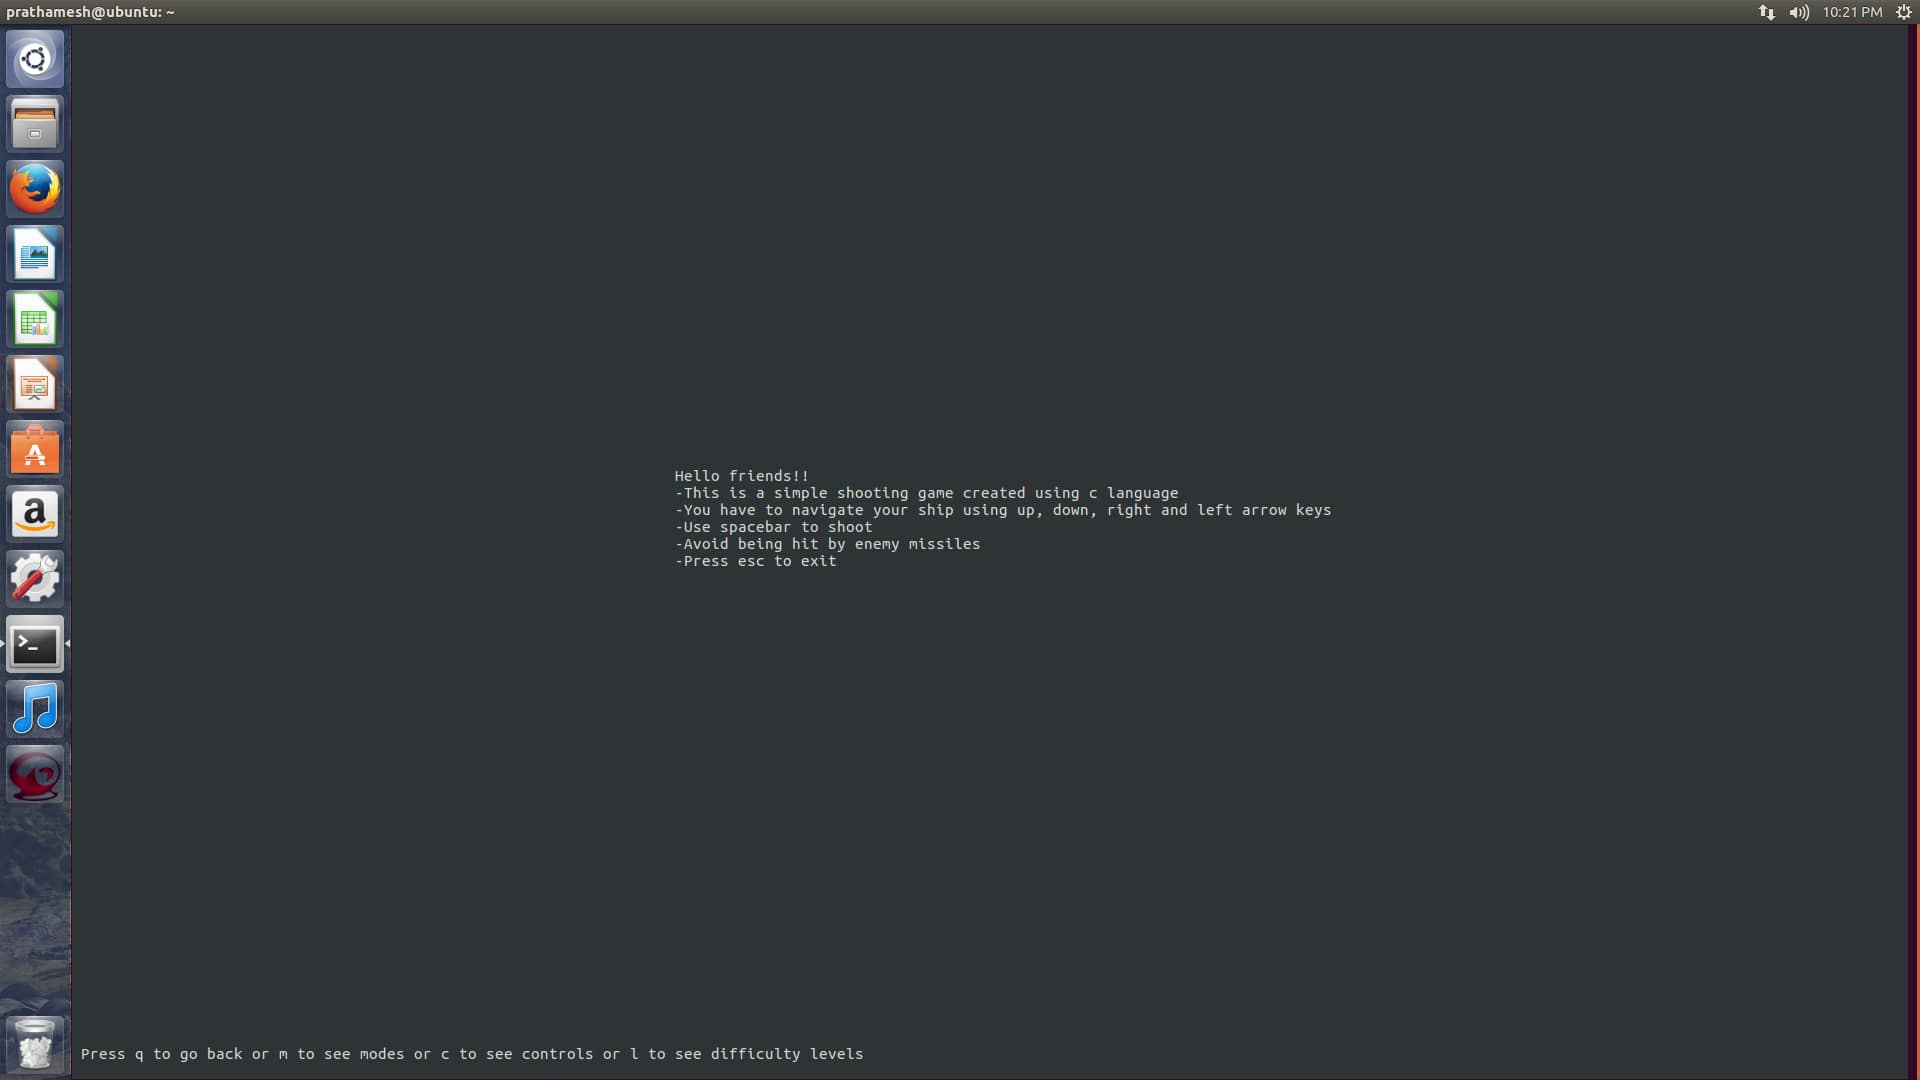 prathamesh@ubuntu: ~
10:21 PM
Hello friends!!
-This is a simple shooting game created using c language
-You have to navigate your ship using up, down, right and left arrow keys
-Use spacebar to shoot
-Avoid being hit by enemy missiles
-Press esc to exit
Press q to go back or m to see modes or c to see controls or l to see difficulty levels